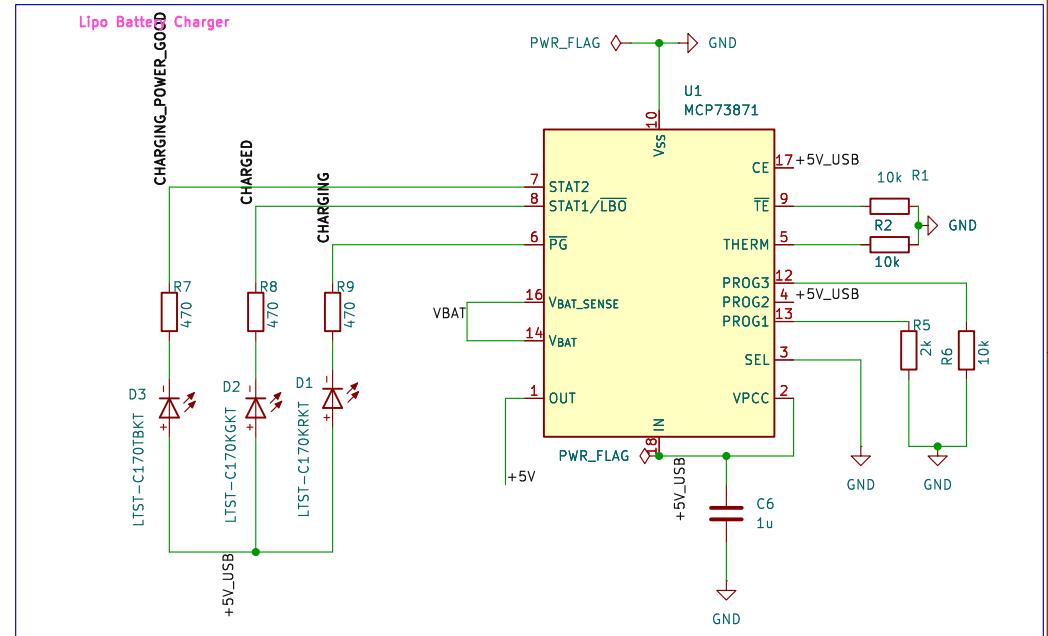 Lipo Battery Charger
CHARGING_POWER_GOOD
CHARGED
CHARGING
PWR_FLAG
GND
U1
MCP73871
10
Vss
7
STAT2
8
STAT1/LBO
6
PG
16
VBAT_SENSE
14
VBAT
1
OUT
CE
17
+5V_USB
TE
9
THERM
5
PROG3
12
PROG2
4
+5V_USB
PROG1
13
SEL
3
VPCC
2
IN
18
10k R1
R2
10k
GND
VBAT
+5V
R7
470
R8
470
R9
470
D3
LTST-C170TBKT
D2
LTST-C170KGKT
D1
LTST-C170KRKT
-
+
-
+
-
+
+5V_USB
PWR_FLAG
+5V_USB
C6
1u
GND
R5
2k
R6
10k
GND
GND